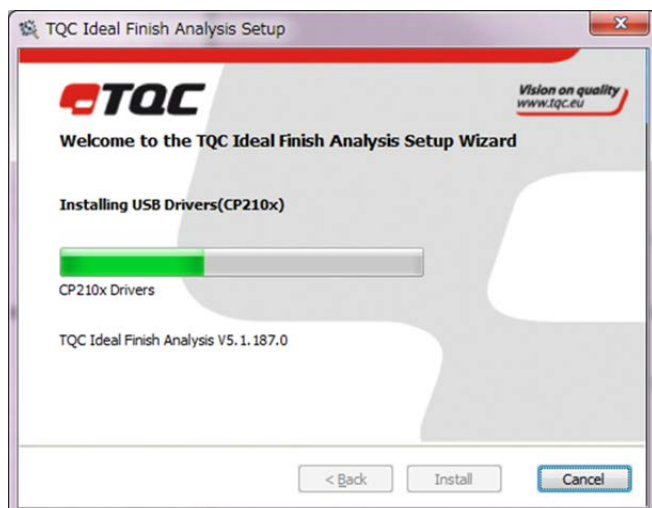 TQC Ideal Finish Analysis Setup
TQC
Vision on quality
www.tqc.eu
Welcome to the TQC Ideal Finish Analysis Setup Wizard
Installing USB Drivers(CP210x)
CP210x Drivers
TQC Ideal Finish Analysis V5.1.187.0
< Back
Install
Cancel